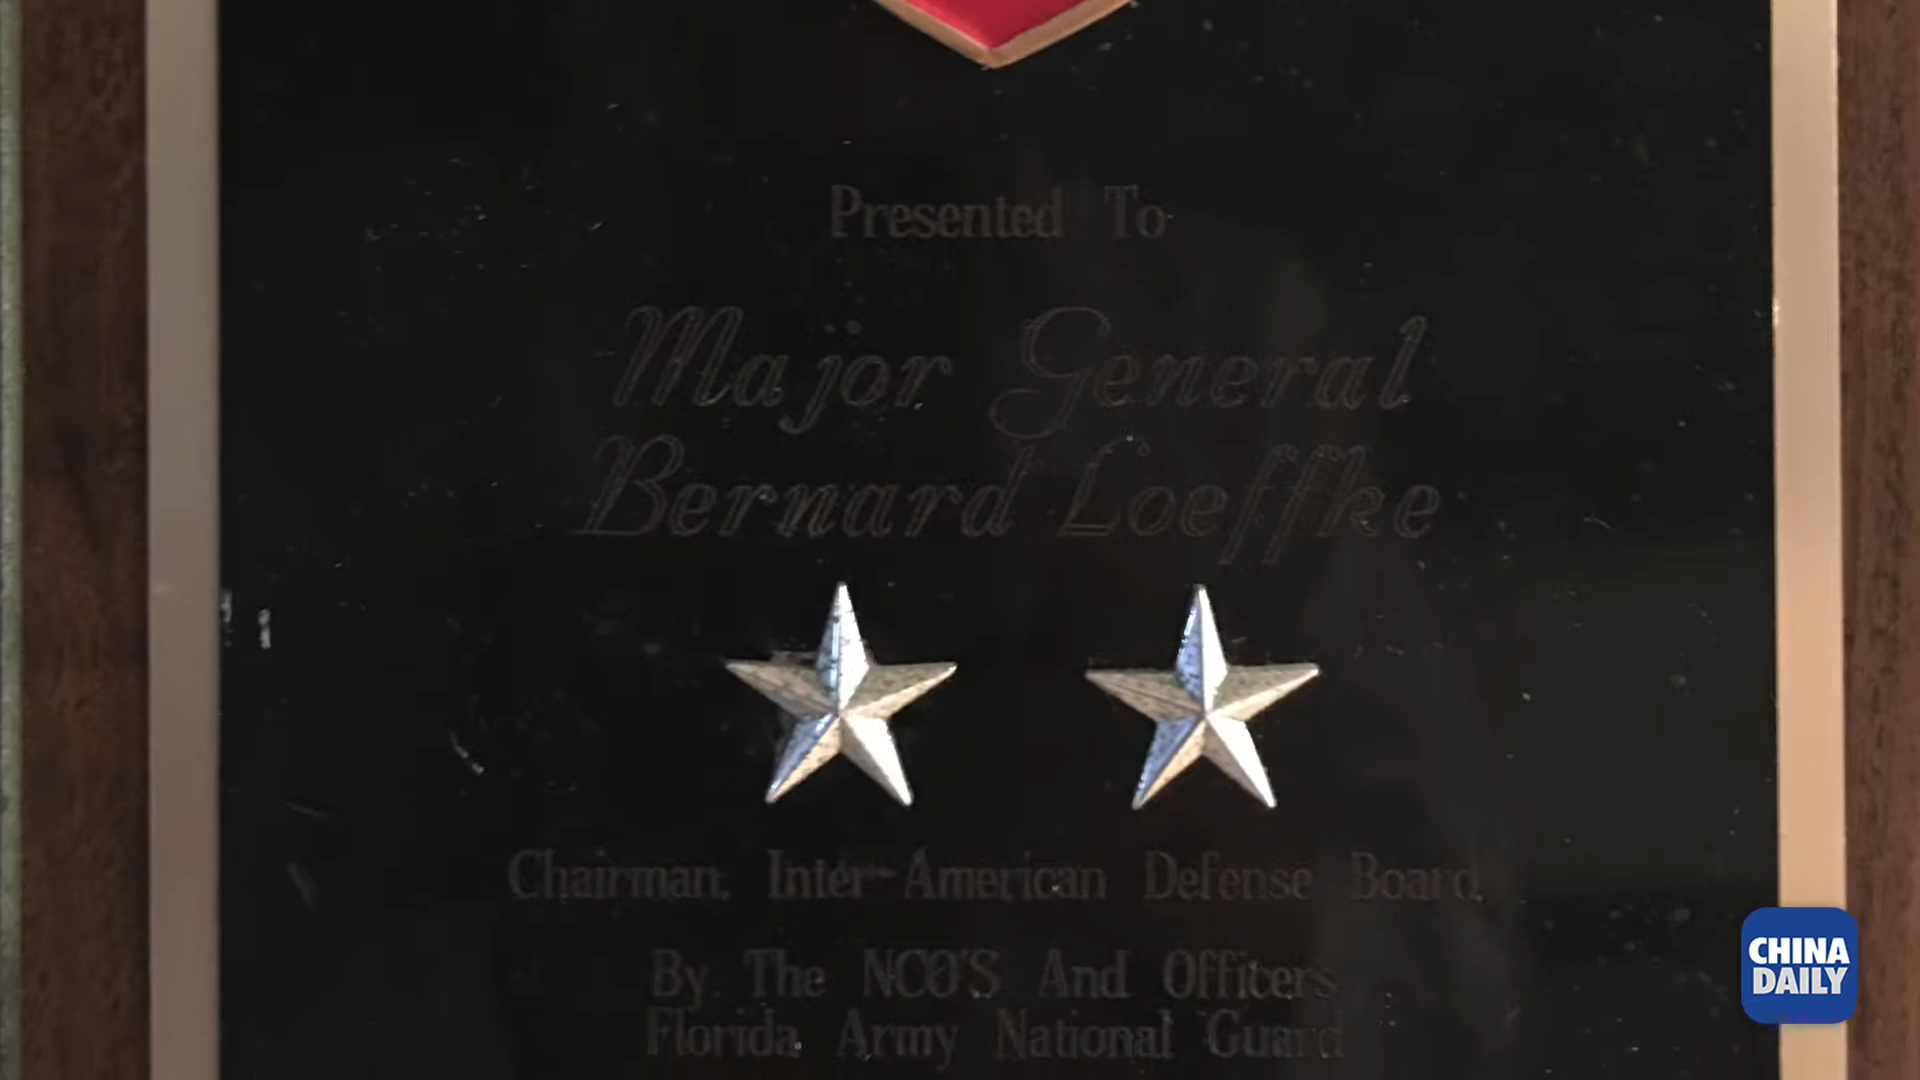 Presented To
Major General
Bernard Loeffke
Chairman, Inter-American Defense Board,
By The NCO'S And Officers
Florida Army National Guard
CHINA
DAILY